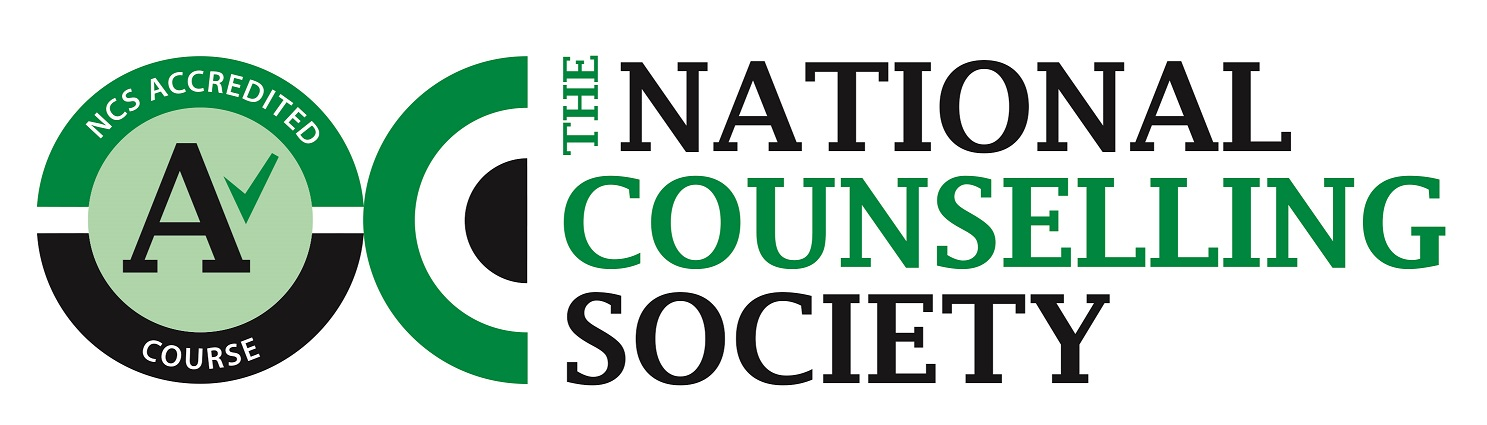 NCS ACCREDITED
A
COURSE
THE
NATIONAL
COUNSELLING
SOCIETY